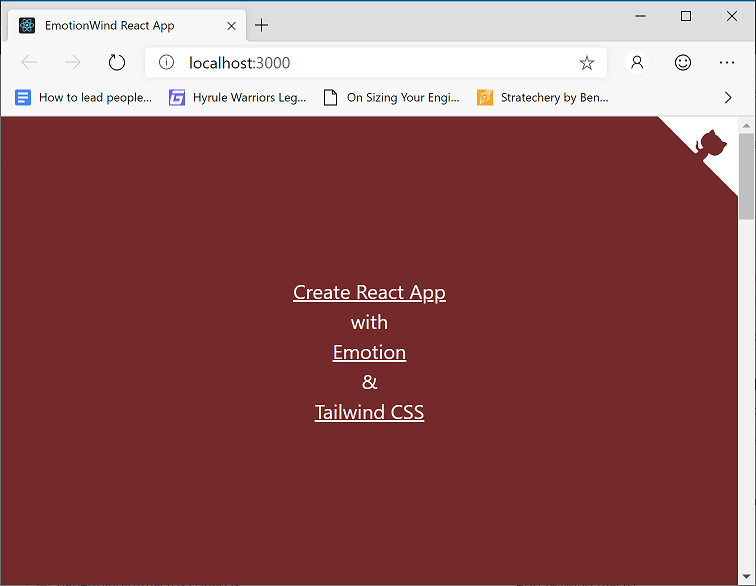 EmotionWind React App
localhost:3000
How to lead people...
Hyrule Warriors Leg...
On Sizing Your Engi...
Stratechery by Ben...
Create React App
with
Emotion
&
Tailwind CSS